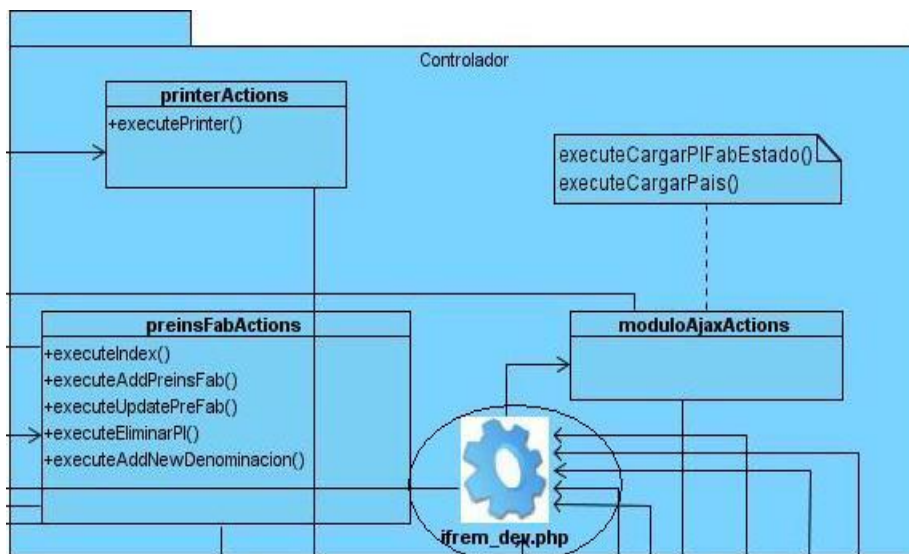 Controlador
printerActions
+executePrinter()
executeCargarPIFabEstado()
executeCargarPais()
preinsFabActions
+executeIndex()
+executeAddPreinsFab()
+executeUpdatePreFab()
+executeEliminarPI()
+executeAddNewDenominacion()
moduloAjaxActions
ifrem_dev.php